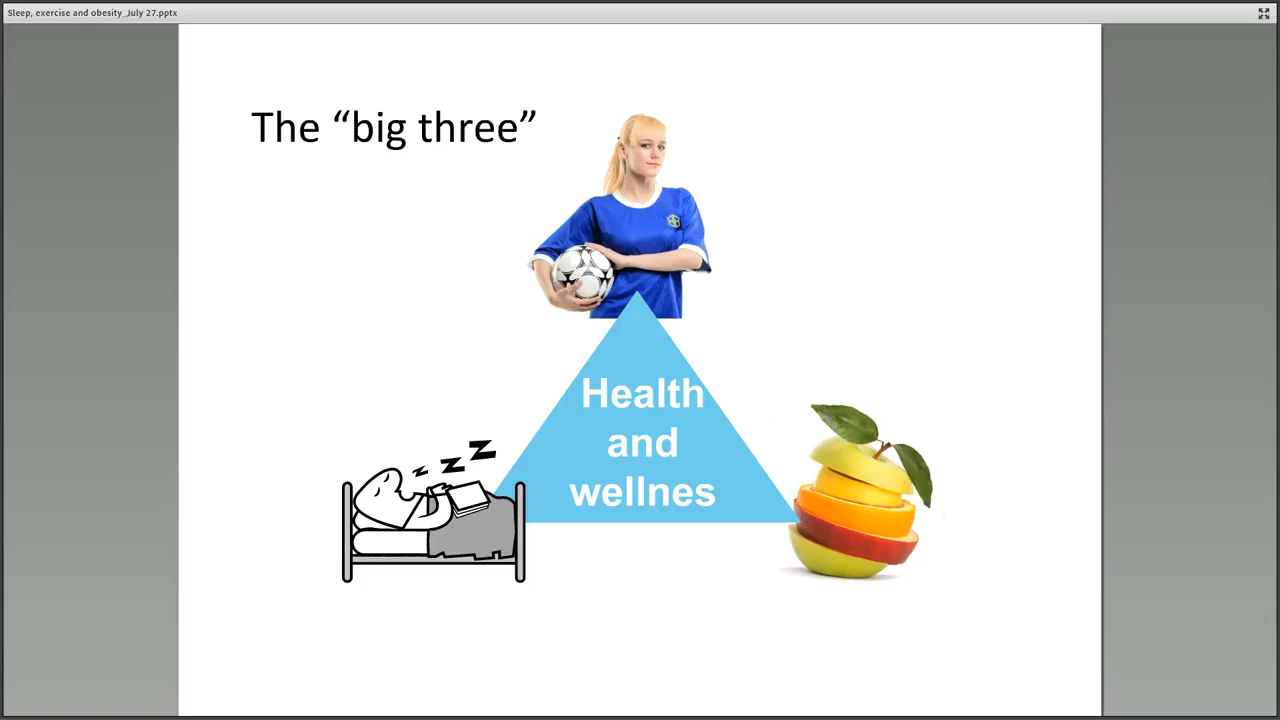 Sleep, exercise and obesity_July 27.pptx
The “big three”
Health
and
wellnes
z z z